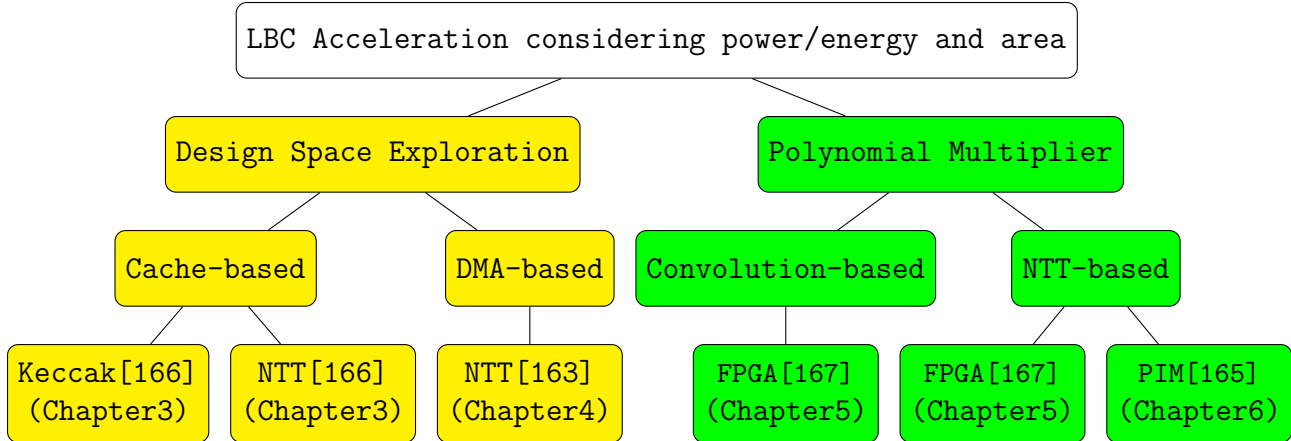 LBC Acceleration considering power/energy and area
Design Space Exploration
Polynomial Multiplier
Cache-based
DMA-based
Convolution-based
NTT-based
Keccak[166]
(Chapter3)
NTT[166]
(Chapter3)
NTT[163]
(Chapter4)
FPGA[167]
(Chapter5)
FPGA[167]
(Chapter5)
PIM[165]
(Chapter6)